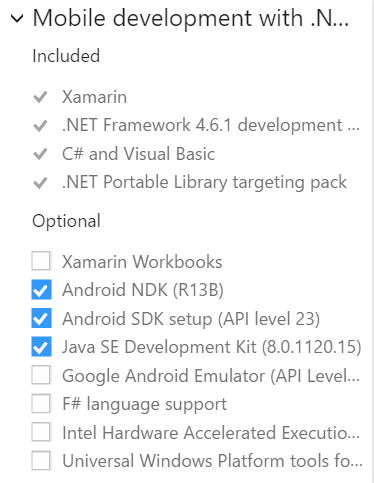 Mobile development with .N...
Included
Xamarin
.NET Framework 4.6.1 development ...
C# and Visual Basic
.NET Portable Library targeting pack
Optional
Xamarin Workbooks
Android NDK (R13B)
Android SDK setup (API level 23)
Java SE Development Kit (8.0.1120.15)
Google Android Emulator (API Level...
F# language support
Intel Hardware Accelerated Executio...
Universal Windows Platform tools fo...